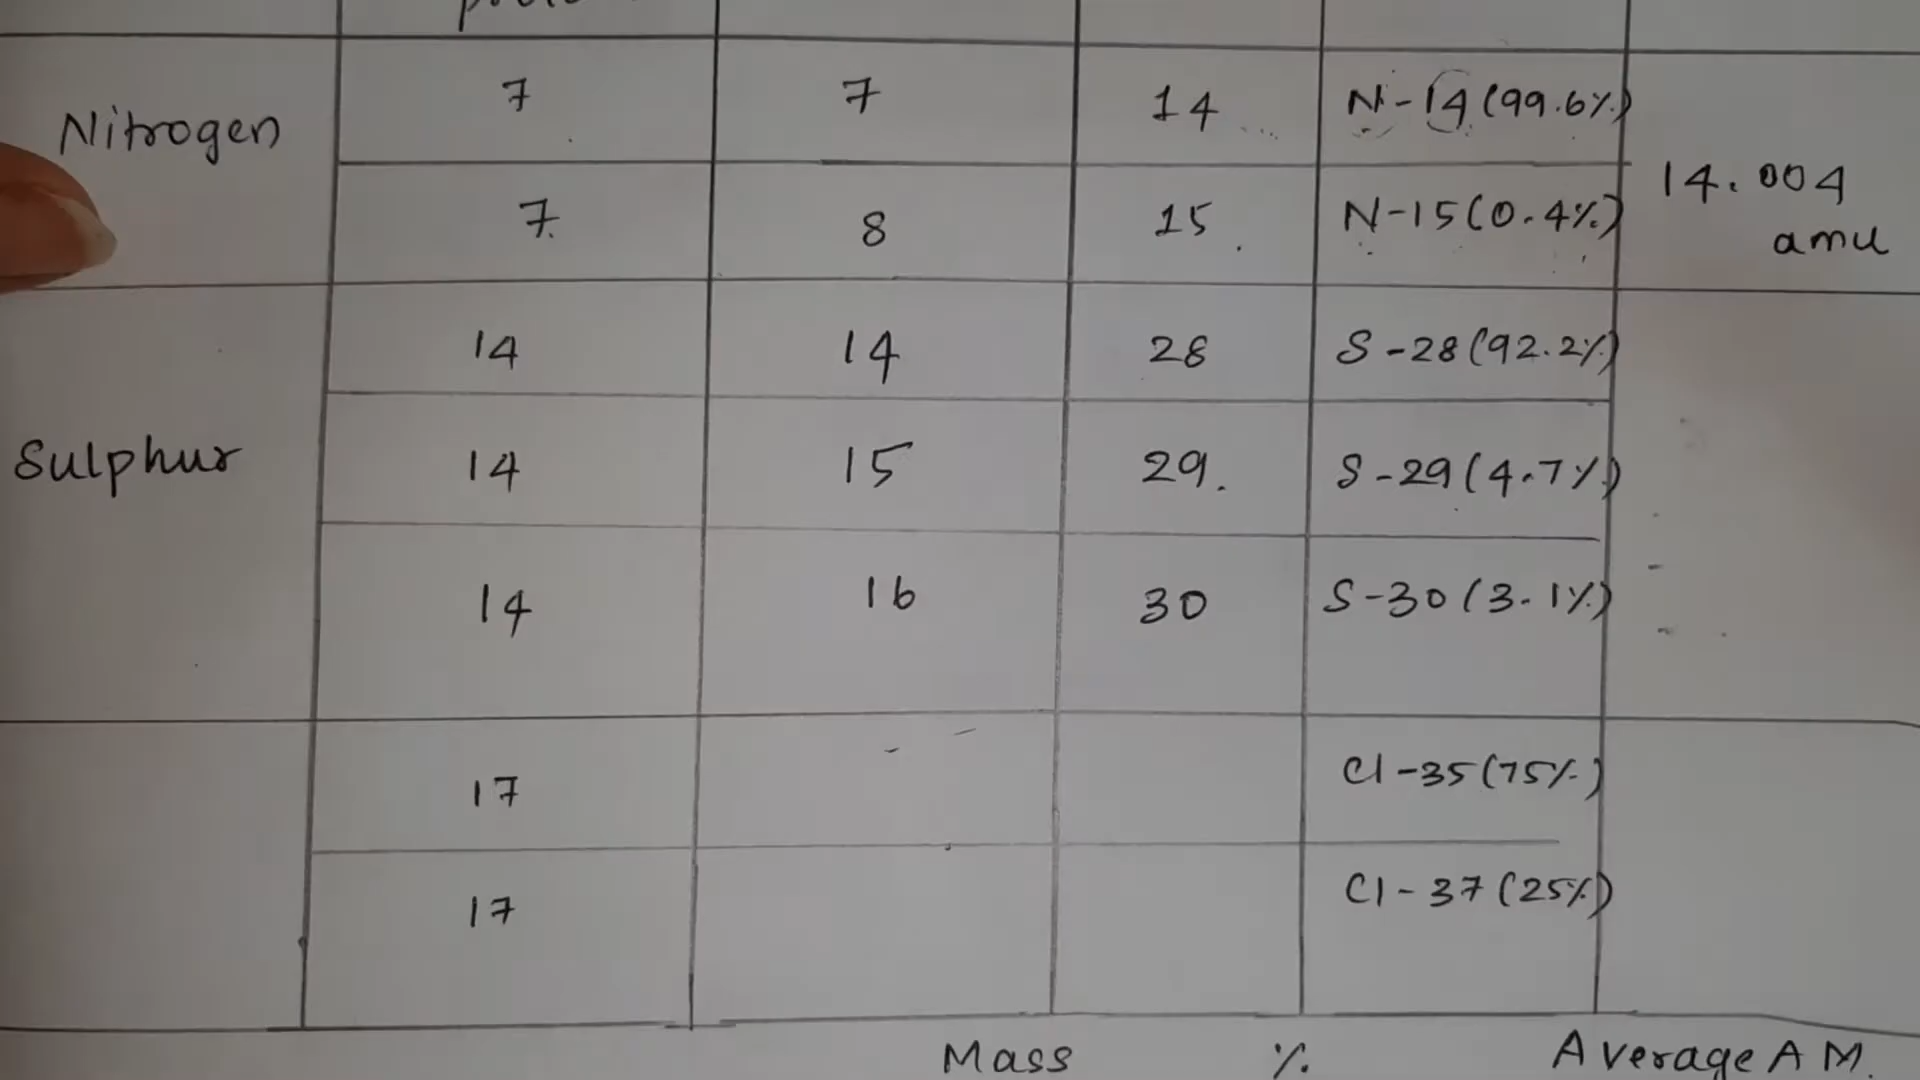 Nitrogen 7 7 14 N-14(99.6%) 14.004 amu
7 8 15 N-15(0.4%)
14 14 28 S-28(92.2%)
Sulphur 14 15 29. S-29(4.7%)
14 16 30 S-30(3.1%)
17 Cl-35(75%)
17 Cl-37(25%)
Mass % Average AM.